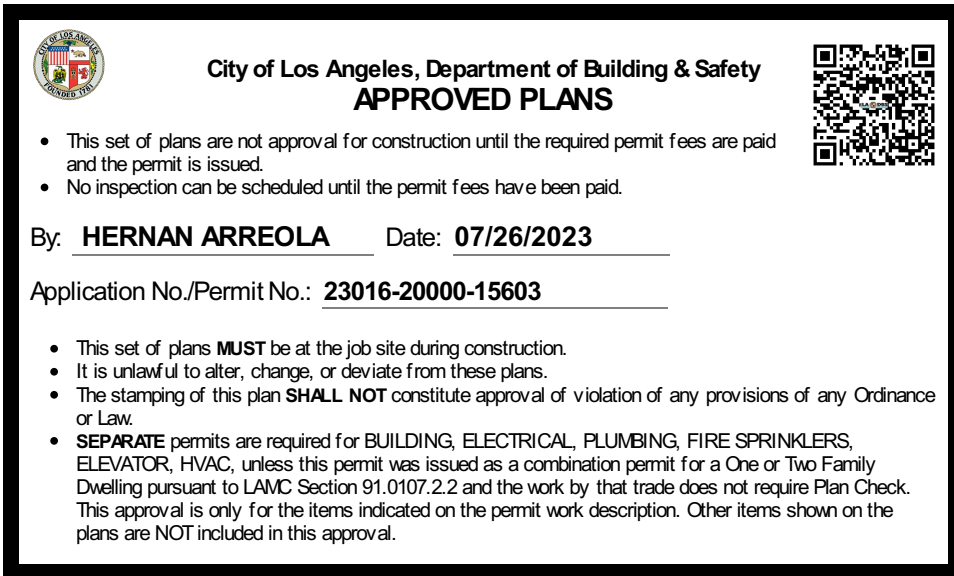 CITY OF LOS ANGELES
FOUNDED 1781
City of Los Angeles, Department of Building & Safety
APPROVED PLANS
• This set of plans are not approval for construction until the required permit fees are paid
and the permit is issued.
• No inspection can be scheduled until the permit fees have been paid.
By: HERNAN ARREOLA Date: 07/26/2023
Application No./Permit No.: 23016-20000-15603
• This set of plans MUST be at the job site during construction.
• It is unlawful to alter, change, or deviate from these plans.
• The stamping of this plan SHALL NOT constitute approval of violation of any provisions of any Ordinance
or Law.
• SEPARATE permits are required for BUILDING, ELECTRICAL, PLUMBING, FIRE SPRINKLERS,
ELEVATOR, HVAC, unless this permit was issued as a combination permit for a One or Two Family
Dwelling pursuant to LAMC Section 91.0107.2.2 and the work by that trade does not require Plan Check.
This approval is only for the items indicated on the permit work description. Other items shown on the
plans are NOT included in this approval.